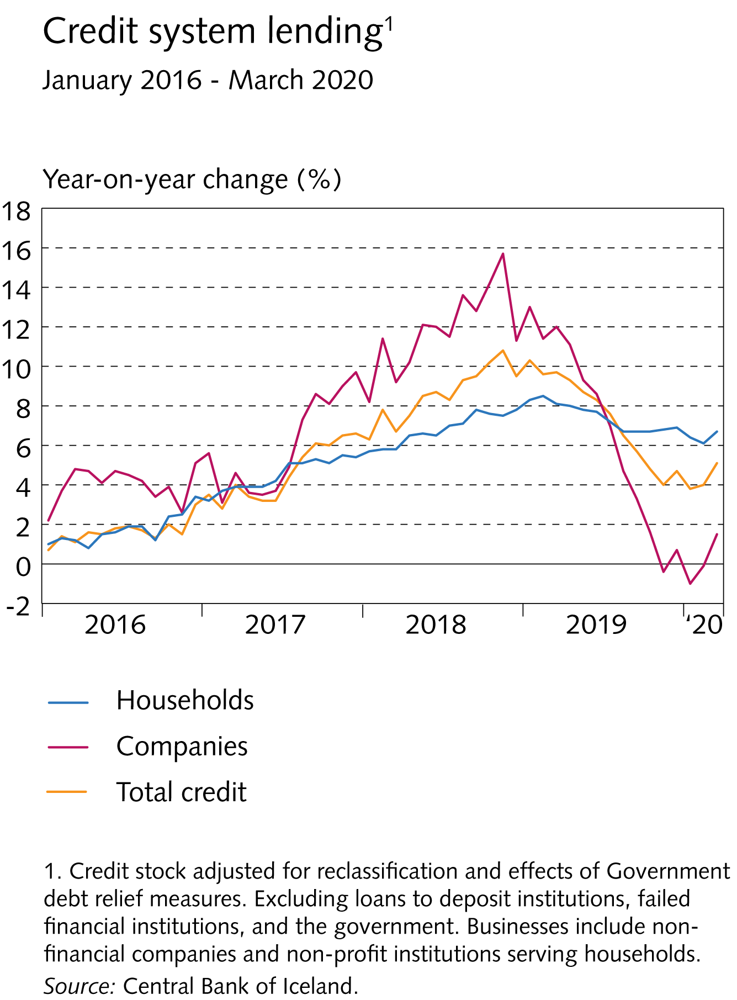 Credit system lending¹
January 2016 - March 2020
Year-on-year change (%)
18
16
14
12
10
8
6
4
2
0
-2
2016 2017 2018 2019 ‘20
Households
Companies
Total credit
1. Credit stock adjusted for reclassification and effects of Government
debt relief measures. Excluding loans to deposit institutions, failed
financial institutions, and the government. Businesses include non-
financial companies and non-profit institutions serving households.
Source: Central Bank of Iceland.